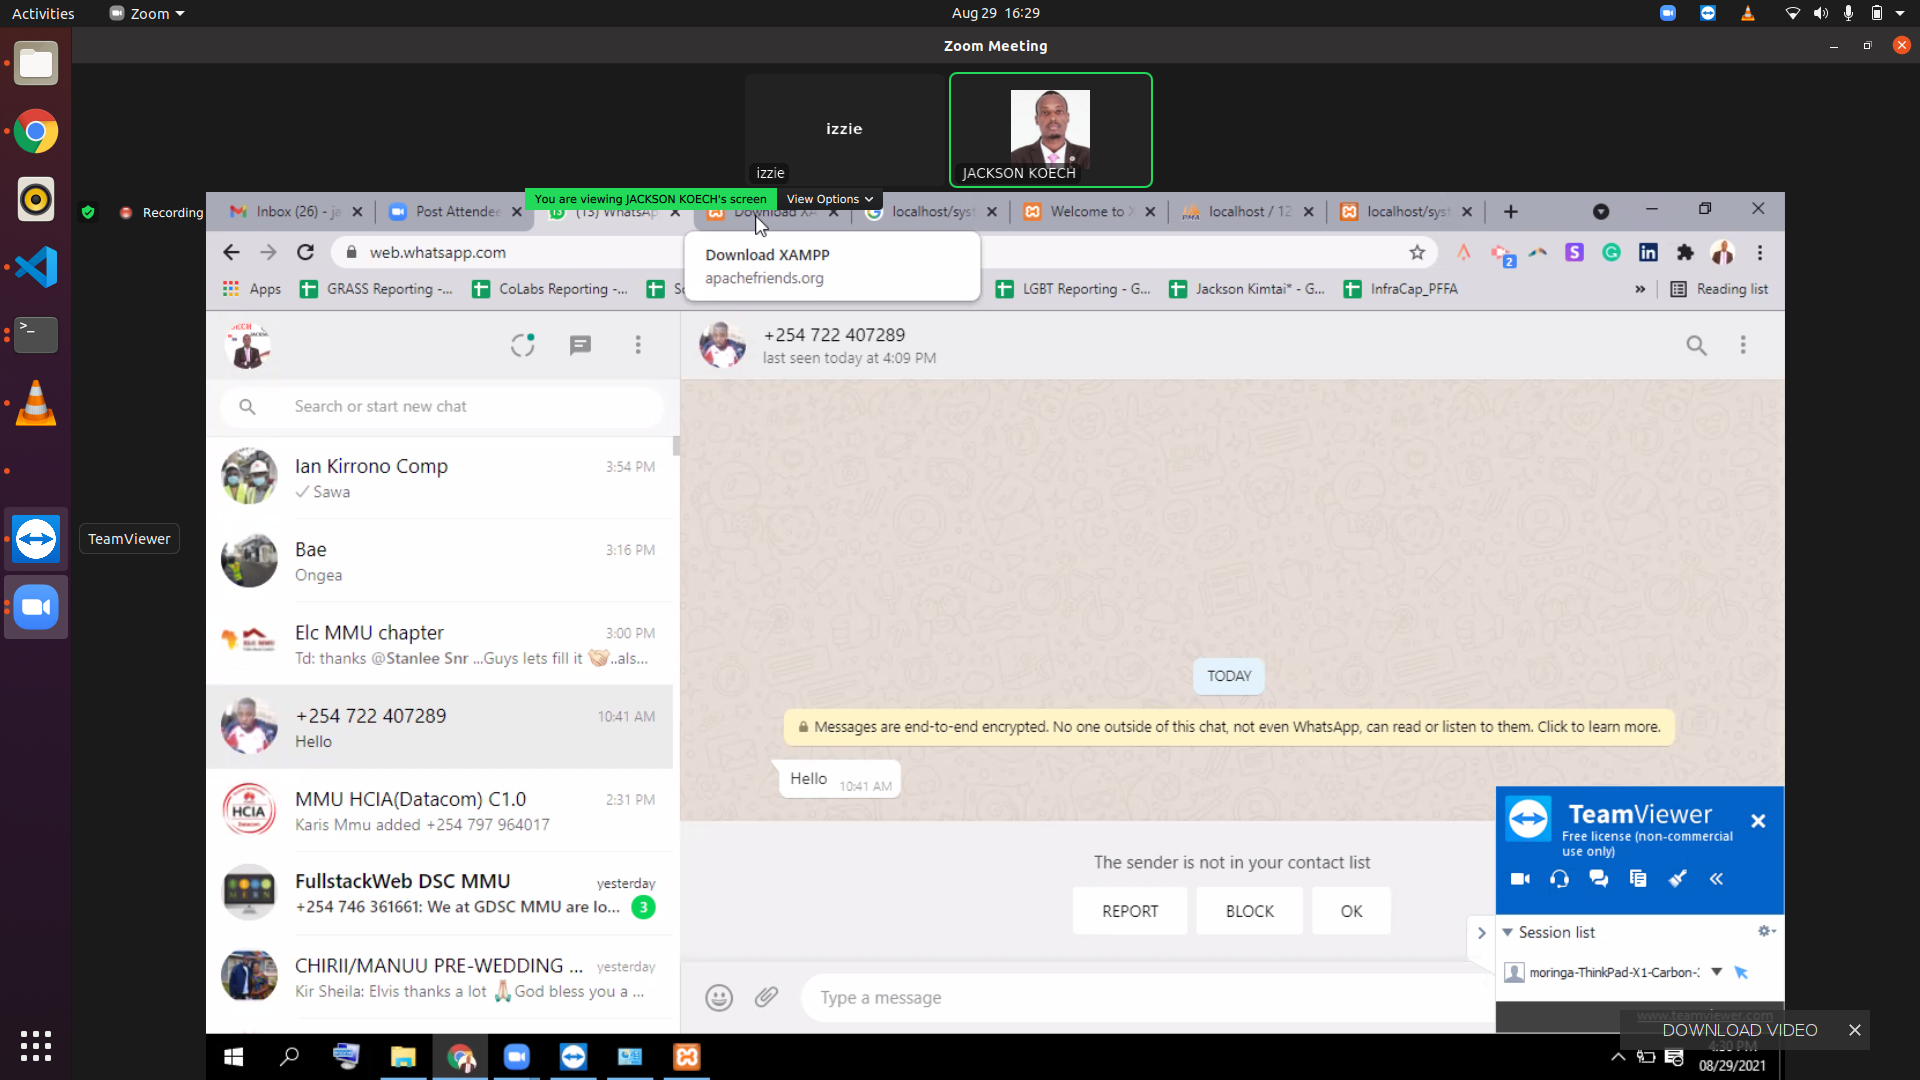 Activities
Zoom
Aug 29 16:29
Zoom Meeting
izzie
izzie
JACKSON KOECH
You are viewing JACKSON KOECH's screen
View Options
Recording
Inbox (26) - ja
Post Attendee
(13) WhatsAp
Download XA
localhost/syst
Welcome to X
localhost / 12
localhost/syst
web.whatsapp.com
2
Download XAMPP
apachefriends.org
Apps
GRASS Reporting -...
CoLabs Reporting -...
LGBT Reporting - G...
Jackson Kimtai* - G...
InfraCap_PFFA
»
Reading list
+254 722 407289
last seen today at 4:09 PM
Search or start new chat
Ian Kirrono Comp
3:54 PM
Sawa
Bae
3:16 PM
Ongea
Elc MMU chapter
3:00 PM
Td: thanks @Stanlee Snr ...Guys lets fill it 🤝🏻..als...
+254 722 407289
10:41 AM
Hello
HCIA
MMU HCIA(Datacom) C1.0
2:31 PM
Karis Mmu added +254 797 964017
FullstackWeb DSC MMU
yesterday
+254 746 361661: We at GDSC MMU are lo...
3
CHIRII/MANUU PRE-WEDDING ...
yesterday
Kir Sheila: Elvis thanks a lot 🙏🏻God bless you a ...
TODAY
Messages are end-to-end encrypted. No one outside of this chat, not even WhatsApp, can read or listen to them. Click to learn more.
Hello
10:41 AM
The sender is not in your contact list
REPORT
BLOCK
OK
Type a message
TeamViewer
TeamViewer
Free license (non-commercial
use only)
Session list
moringa-ThinkPad-X1-Carbon-
www.teamviewer.com
DOWNLOAD VIDEO
4:30 PM
08/29/2021